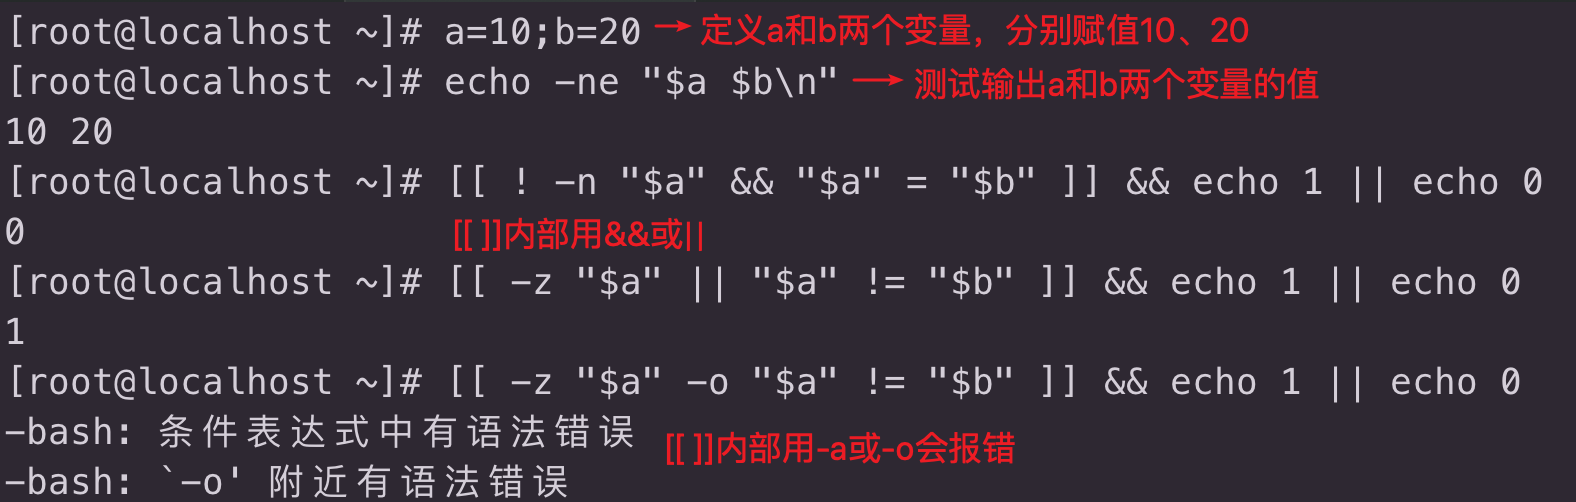 [root@localhost ~]# a=10;b=20 → 定义a和b两个变量，分别赋值10、20
[root@localhost ~]# echo -ne "$a $b\n" → 测试输出a和b两个变量的值
10 20
[root@localhost ~]# [[ ! -n "$a" && "$a" = "$b" ]] && echo 1 || echo 0
0 [[ ]]内部用&&或||
[root@localhost ~]# [[ -z "$a" || "$a" != "$b" ]] && echo 1 || echo 0
1
[root@localhost ~]# [[ -z "$a" -o "$a" != "$b" ]] && echo 1 || echo 0
-bash: 条件表达式中有语法错误 [[ ]]内部用-a或-o会报错
-bash: `-o' 附近有语法错误